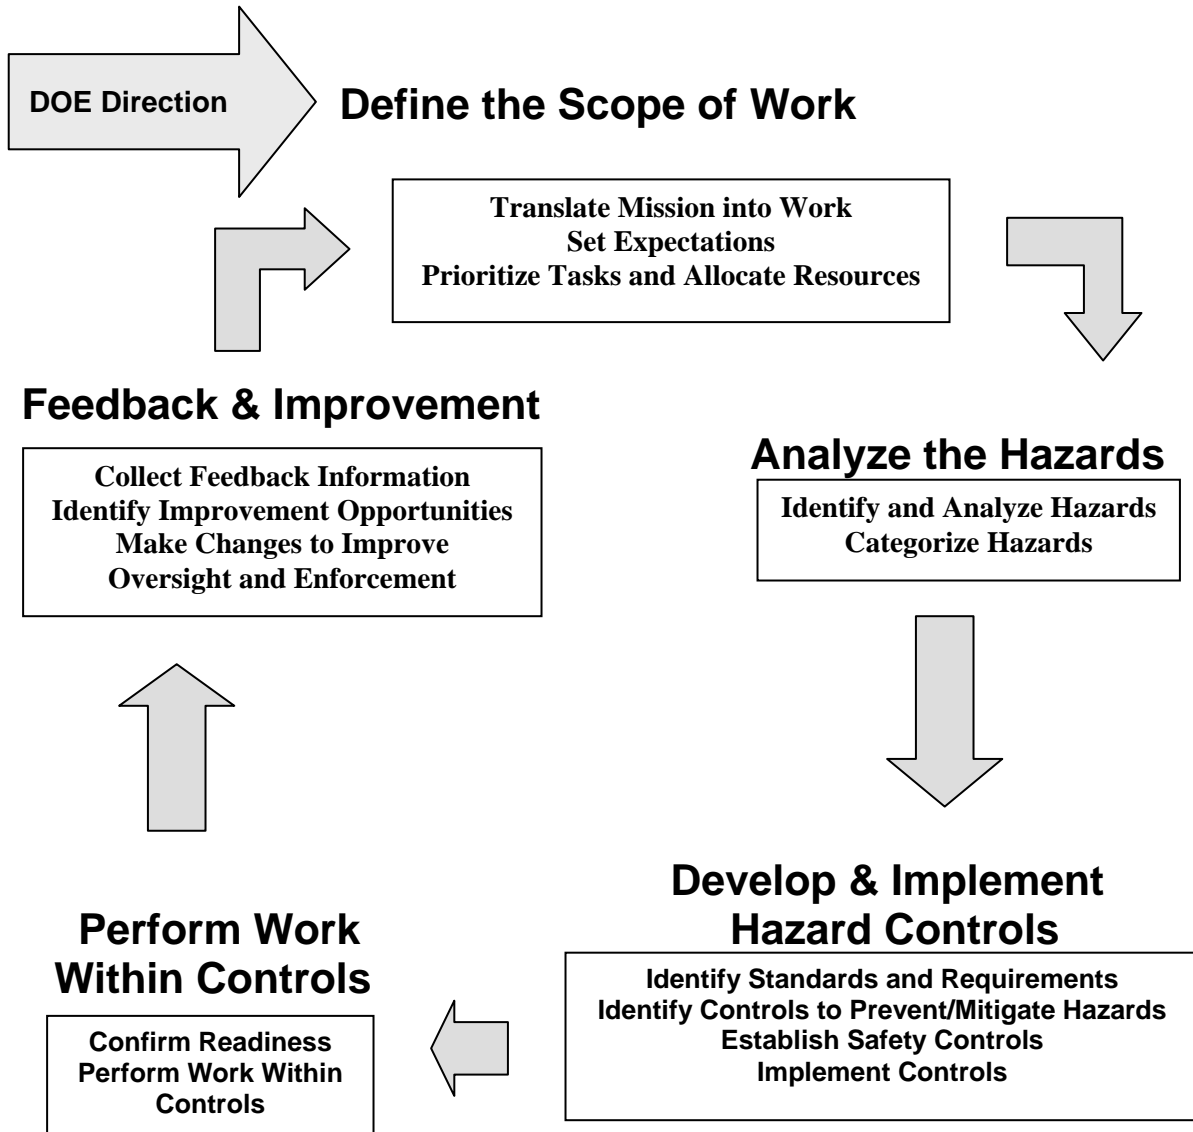 DOE Direction
Define the Scope of Work
Translate Mission into Work
Set Expectations
Prioritize Tasks and Allocate Resources
Feedback & Improvement
Collect Feedback Information
Identify Improvement Opportunities
Make Changes to Improve
Oversight and Enforcement
Analyze the Hazards
Identify and Analyze Hazards
Categorize Hazards
Develop & Implement
Hazard Controls
Identify Standards and Requirements
Identify Controls to Prevent/Mitigate Hazards
Establish Safety Controls
Implement Controls
Perform Work
Within Controls
Confirm Readiness
Perform Work Within
Controls